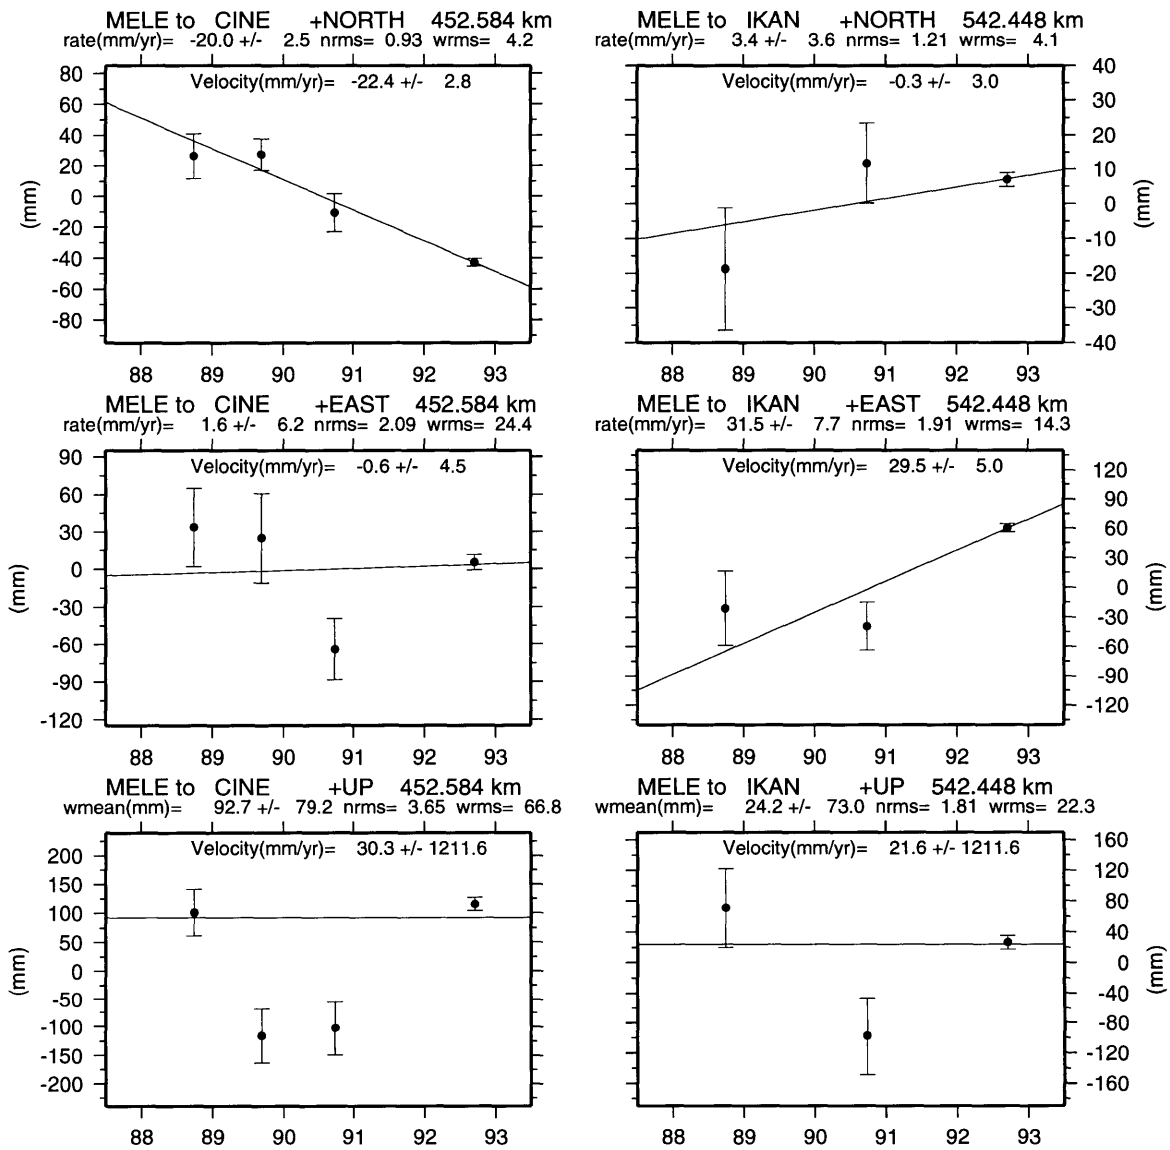 MELE to CINE +NORTH 452.584 km
rate(mm/yr)= -20.0 +/- 2.5 nrms= 0.93 wrms= 4.2
Velocity(mm/yr)= -22.4 +/- 2.8
80
60
40
20
0
-20
-40
-60
-80
(mm)
88 89 90 91 92 93
MELE to IKAN +NORTH 542.448 km
rate(mm/yr)= 3.4 +/- 3.6 nrms= 1.21 wrms= 4.1
Velocity(mm/yr)= -0.3 +/- 3.0
40
30
20
10
0
-10
-20
-30
-40
(mm)
88 89 90 91 92 93
MELE to CINE +EAST 452.584 km
rate(mm/yr)= 1.6 +/- 6.2 nrms= 2.09 wrms= 24.4
Velocity(mm/yr)= -0.6 +/- 4.5
90
60
30
0
-30
-60
-90
-120
(mm)
88 89 90 91 92 93
MELE to IKAN +EAST 542.448 km
rate(mm/yr)= 31.5 +/- 7.7 nrms= 1.91 wrms= 14.3
Velocity(mm/yr)= 29.5 +/- 5.0
120
90
60
30
0
-30
-60
-90
-120
(mm)
88 89 90 91 92 93
MELE to CINE +UP 452.584 km
wmean(mm)= 92.7 +/- 79.2 nrms= 3.65 wrms= 66.8
Velocity(mm/yr)= 30.3 +/- 1211.6
200
150
100
50
0
-50
-100
-150
-200
(mm)
88 89 90 91 92 93
MELE to IKAN +UP 542.448 km
wmean(mm)= 24.2 +/- 73.0 nrms= 1.81 wrms= 22.3
Velocity(mm/yr)= 21.6 +/- 1211.6
160
120
80
40
0
-40
-80
-120
-160
(mm)
88 89 90 91 92 93